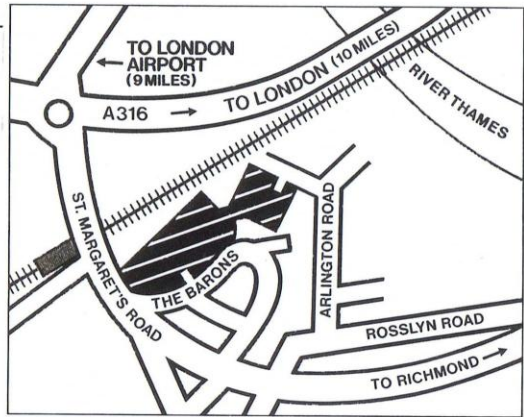 TO LONDON
AIRPORT
(9 MILES)
A316
TO LONDON (10 MILES)
RIVER THAMES
ST. MARGARET'S ROAD
THE BARONS
ARLINGTON ROAD
ROSSLYN ROAD
TO RICHMOND